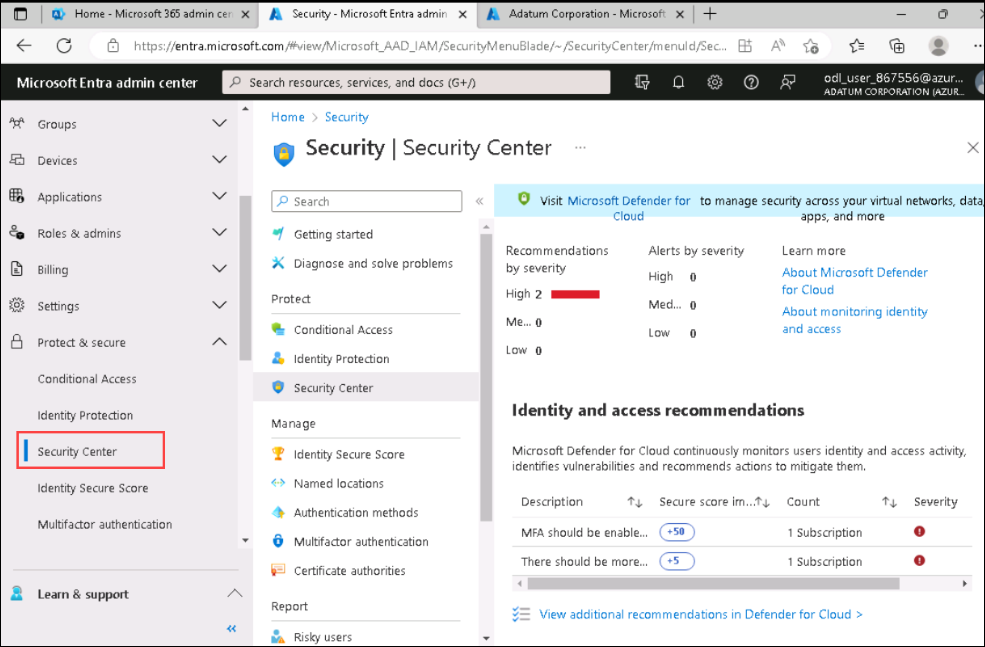 Home - Microsoft 365 admin cen
Security - Microsoft Entra admin
Adatum Corporation - Microsoft
https://entra.microsoft.com/#view/Microsoft_AAD_IAM/SecurityMenuBlade/~/SecurityCenter/menuId/Sec...
Microsoft Entra admin center
Search resources, services, and docs (G+/)
odl_user_867556@azur...
ADATUM CORPORATION (AZUR...
Groups
Devices
Applications
Roles & admins
Billing
Settings
Protect & secure
Conditional Access
Identity Protection
Security Center
Identity Secure Score
Multifactor authentication
Learn & support
Home > Security
Security | Security Center ...
Search
Getting started
Diagnose and solve problems
Protect
Conditional Access
Identity Protection
Security Center
Manage
Identity Secure Score
Named locations
Authentication methods
Multifactor authentication
Certificate authorities
Report
Risky users
Visit Microsoft Defender for to manage security across your virtual networks, data,
Cloud apps, and more
Recommendations
by severity
High 2
Me... 0
Low 0
Alerts by severity
High 0
Med... 0
Low 0
Learn more
About Microsoft Defender
for Cloud
About monitoring identity
and access
Identity and access recommendations
Microsoft Defender for Cloud continuously monitors users identity and access activity,
identifies vulnerabilities and recommends actions to mitigate them.
Description Secure score im... Count Severity
MFA should be enable... +50 1 Subscription
There should be more... +5 1 Subscription
View additional recommendations in Defender for Cloud >